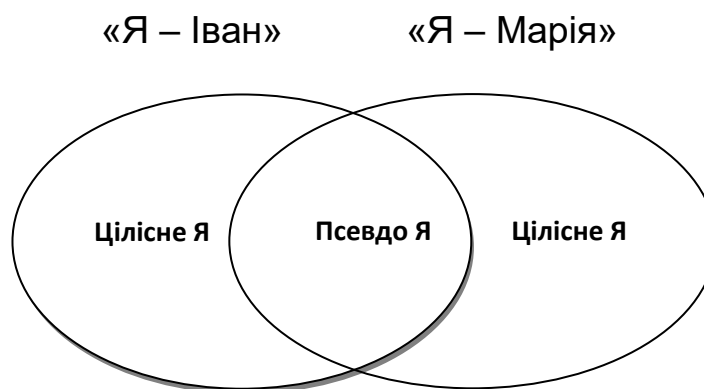 «Я – Іван» «Я – Марія»
Цілісне Я Псевдо Я Цілісне Я